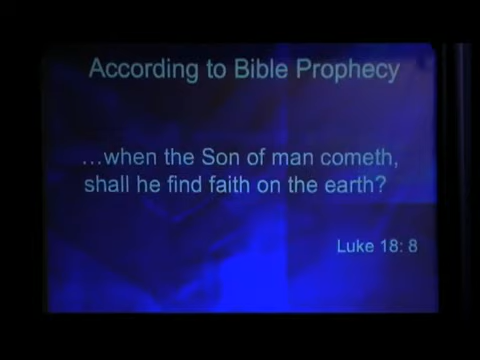 According to Bible Prophecy
…when the Son of man cometh,
shall he find faith on the earth?
Luke 18: 8